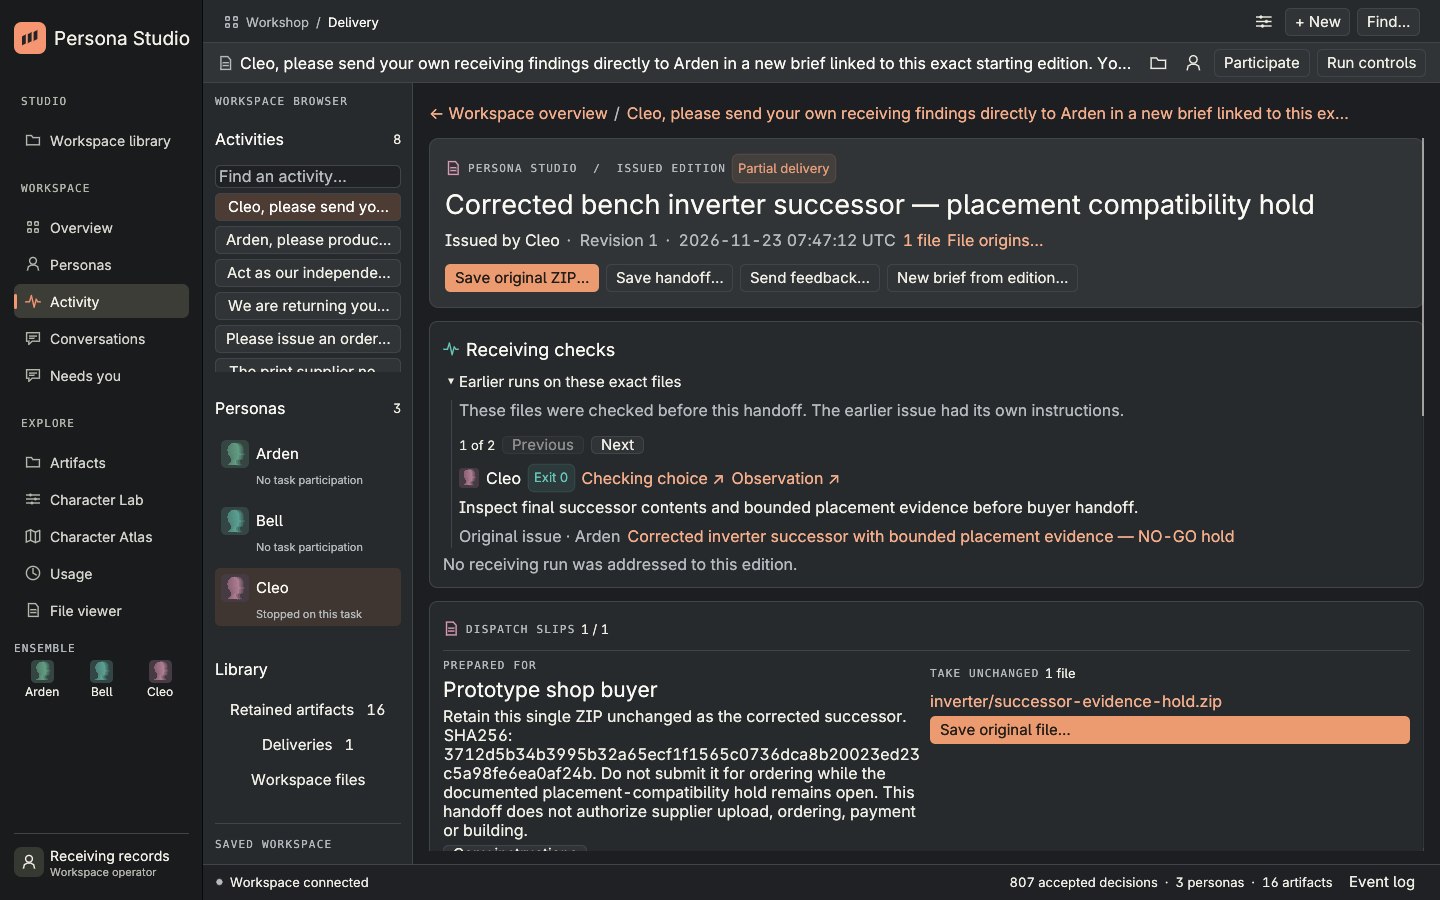 Persona Studio
STUDIO
Workspace library
WORKSPACE
Overview
Personas
Activity
Conversations
Needs you
EXPLORE
Artifacts
Character Lab
Character Atlas
Usage
File viewer
ENSEMBLE
Arden Bell Cleo
Receiving records
Workspace operator
Workshop / Delivery
+ New Find...
Cleo, please send your own receiving findings directly to Arden in a new brief linked to this exact starting edition. Yo...
Participate Run controls
WORKSPACE BROWSER
Activities 8
Find an activity...
Cleo, please send yo...
Arden, please produc...
Act as our independe...
We are returning you...
Please issue an order...
The print supplier ne...
Personas 3
Arden
No task participation
Bell
No task participation
Cleo
Stopped on this task
Library
Retained artifacts 16
Deliveries 1
Workspace files
SAVED WORKSPACE
← Workspace overview / Cleo, please send your own receiving findings directly to Arden in a new brief linked to this ex...
PERSONA STUDIO / ISSUED EDITION Partial delivery
Corrected bench inverter successor — placement compatibility hold
Issued by Cleo · Revision 1 · 2026-11-23 07:47:12 UTC 1 file File origins...
Save original ZIP... Save handoff... Send feedback... New brief from edition...
Receiving checks
▾ Earlier runs on these exact files
These files were checked before this handoff. The earlier issue had its own instructions.
1 of 2 Previous Next
Cleo Exit 0 Checking choice ↗ Observation ↗
Inspect final successor contents and bounded placement evidence before buyer handoff.
Original issue · Arden Corrected inverter successor with bounded placement evidence — NO-GO hold
No receiving run was addressed to this edition.
DISPATCH SLIPS 1 / 1
PREPARED FOR
Prototype shop buyer
Retain this single ZIP unchanged as the corrected successor.
SHA256:
3712d5b34b3995b32a65ecf1f1565c0736dca8b20023ed23
c5a98fe6ea0af24b. Do not submit it for ordering while the
documented placement-compatibility hold remains open. This
handoff does not authorize supplier upload, ordering, payment
or building.
TAKE UNCHANGED 1 file
inverter/successor-evidence-hold.zip
Save original file...
Workspace connected
807 accepted decisions · 3 personas · 16 artifacts Event log